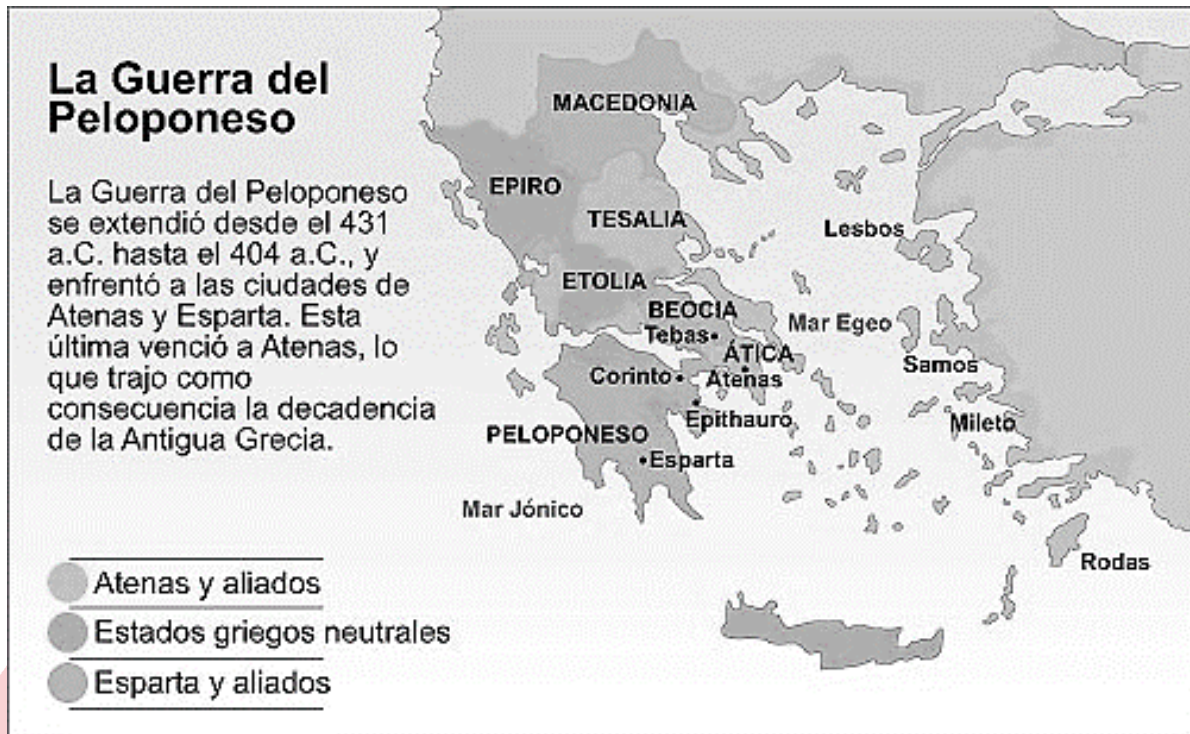 La Guerra del
Peloponeso
La Guerra del Peloponeso
se extendió desde el 431
a.C. hasta el 404 a.C., y
enfrentó a las ciudades de
Atenas y Esparta. Esta
última venció a Atenas, lo
que trajo como
consecuencia la decadencia
de la Antigua Grecia.
MACEDONIA
EPIRO
TESALIA
Lesbos
ETOLIA
BEOCIA
Tebas
Mar Egeo
ÁTICA
Samos
Corinto
Atenas
Epithauro
Mileto
PELOPONESO
Esparta
Mar Jónico
Rodas
Atenas y aliados
Estados griegos neutrales
Esparta y aliados